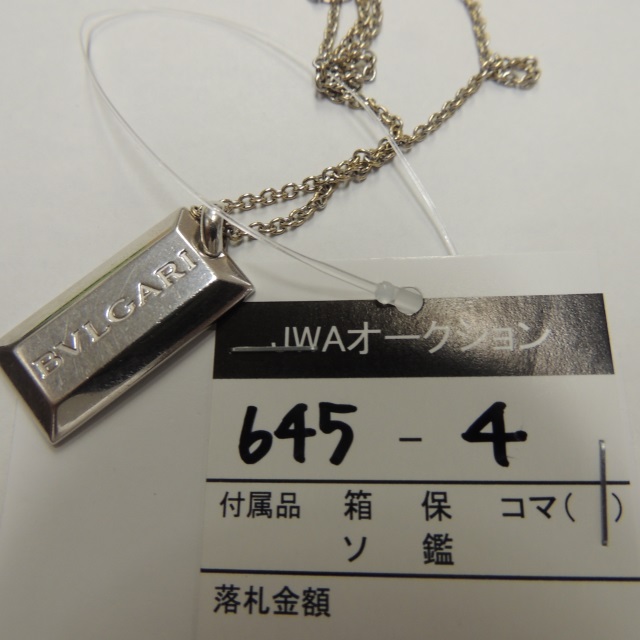 BVLGARI
JWAオークション
645 - 4
付属品 箱 保 コマ( )
ソ 鑑
落札金額